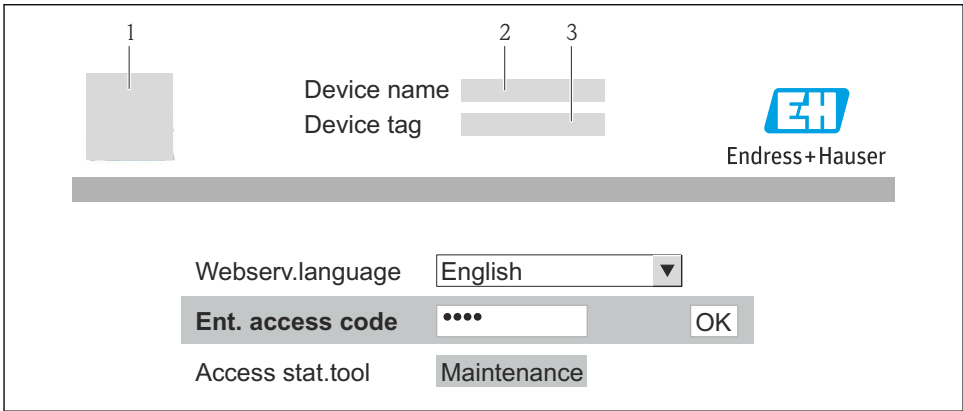 1 2 3
Device name
Device tag
EH
Endress+Hauser
Webserv.language English ▼
Ent. access code •••• OK
Access stat.tool Maintenance